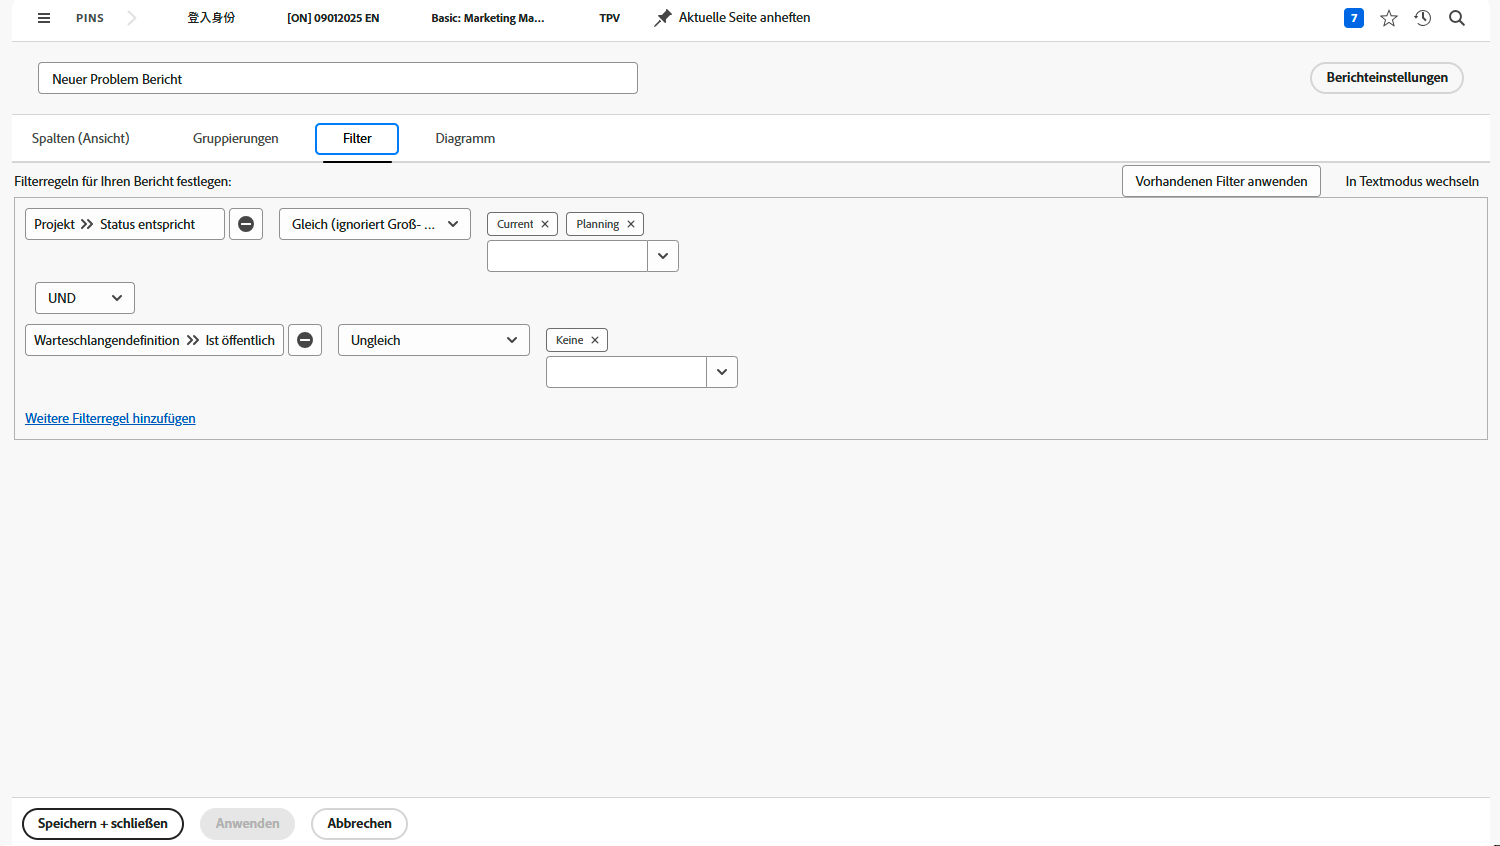 PINS 登入身份 [ON] 09012025 EN Basic: Marketing Ma... TPV Aktuelle Seite anheften 7
Neuer Problem Bericht Berichteinstellungen
Spalten (Ansicht) Gruppierungen Filter Diagramm
Filterregeln für Ihren Bericht festlegen: Vorhandenen Filter anwenden In Textmodus wechseln
Projekt Status entspricht Gleich (ignoriert Groß- ... Current Planning
UND
Warteschlangendefinition Ist öffentlich Ungleich Keine
Weitere Filterregel hinzufügen
Speichern + schließen Anwenden Abbrechen